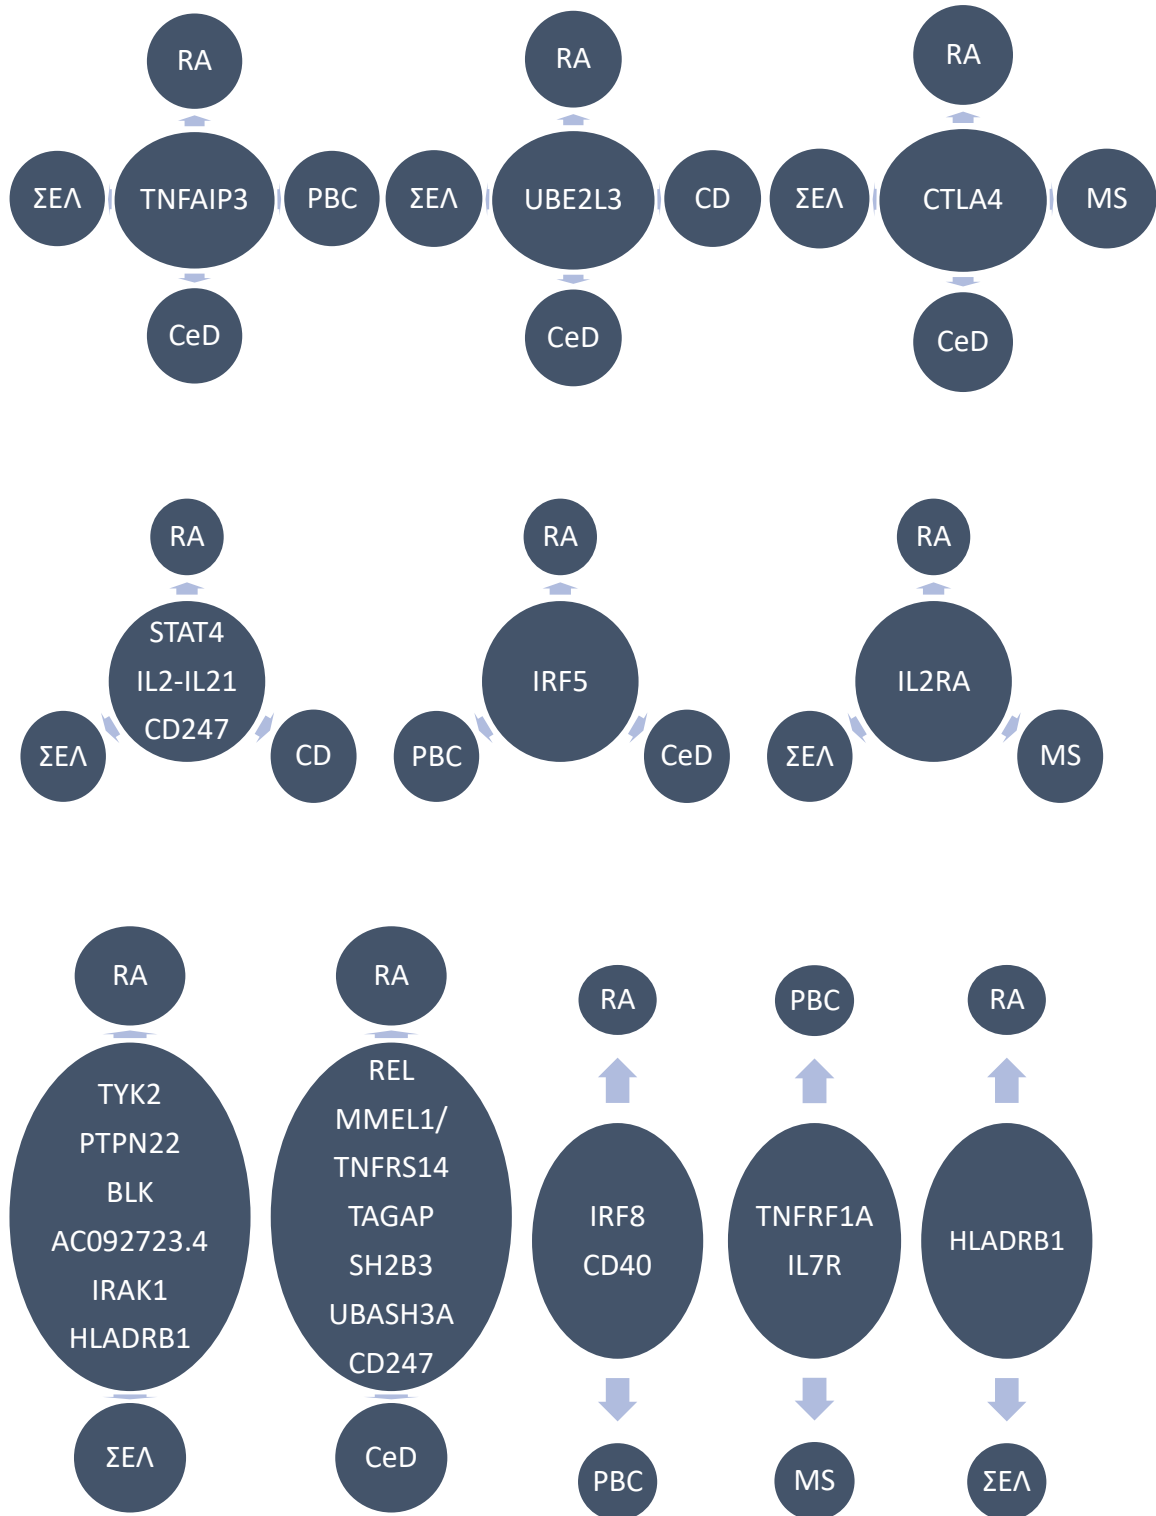 RA
ΣΕΛ
TNFAIP3
PBC
CeD
RA
ΣΕΛ
UBE2L3
CD
CeD
RA
ΣΕΛ
CTLA4
MS
CeD
RA
STAT4
IL2-IL21
CD247
ΣΕΛ
CD
RA
IRF5
PBC
CeD
RA
IL2RA
ΣΕΛ
MS
RA
TYK2
PTPN22
BLK
AC092723.4
IRAK1
HLADRB1
ΣΕΛ
RA
REL
MMEL1/
TNFRS14
TAGAP
SH2B3
UBASH3A
CD247
CeD
RA
IRF8
CD40
PBC
PBC
TNFRF1A
IL7R
MS
RA
HLADRB1
ΣΕΛ